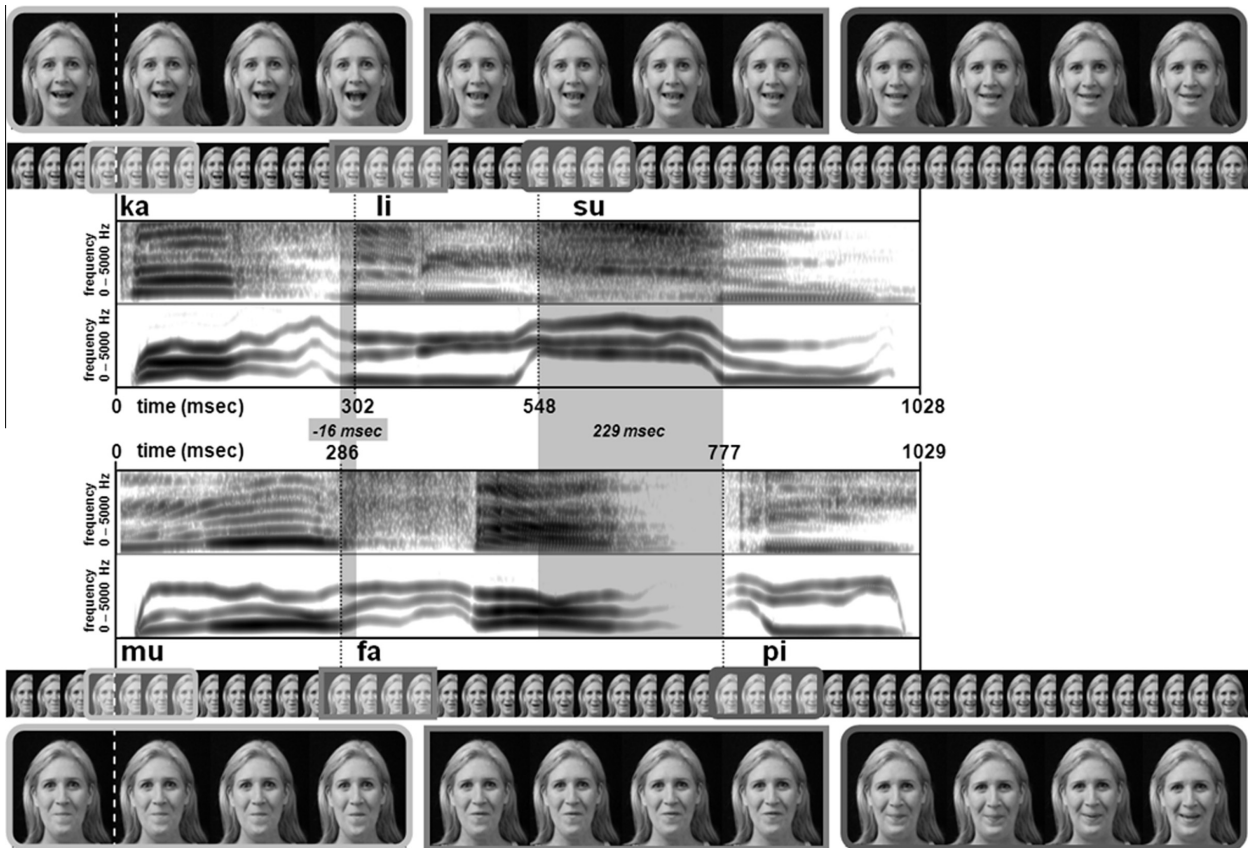 ka li su
frequency
0 – 5000 Hz
frequency
0 – 5000 Hz
0 time (msec) 302 548 1028
-16 msec 229 msec
0 time (msec) 286 777 1029
frequency
0 – 5000 Hz
frequency
0 – 5000 Hz
mu fa pi